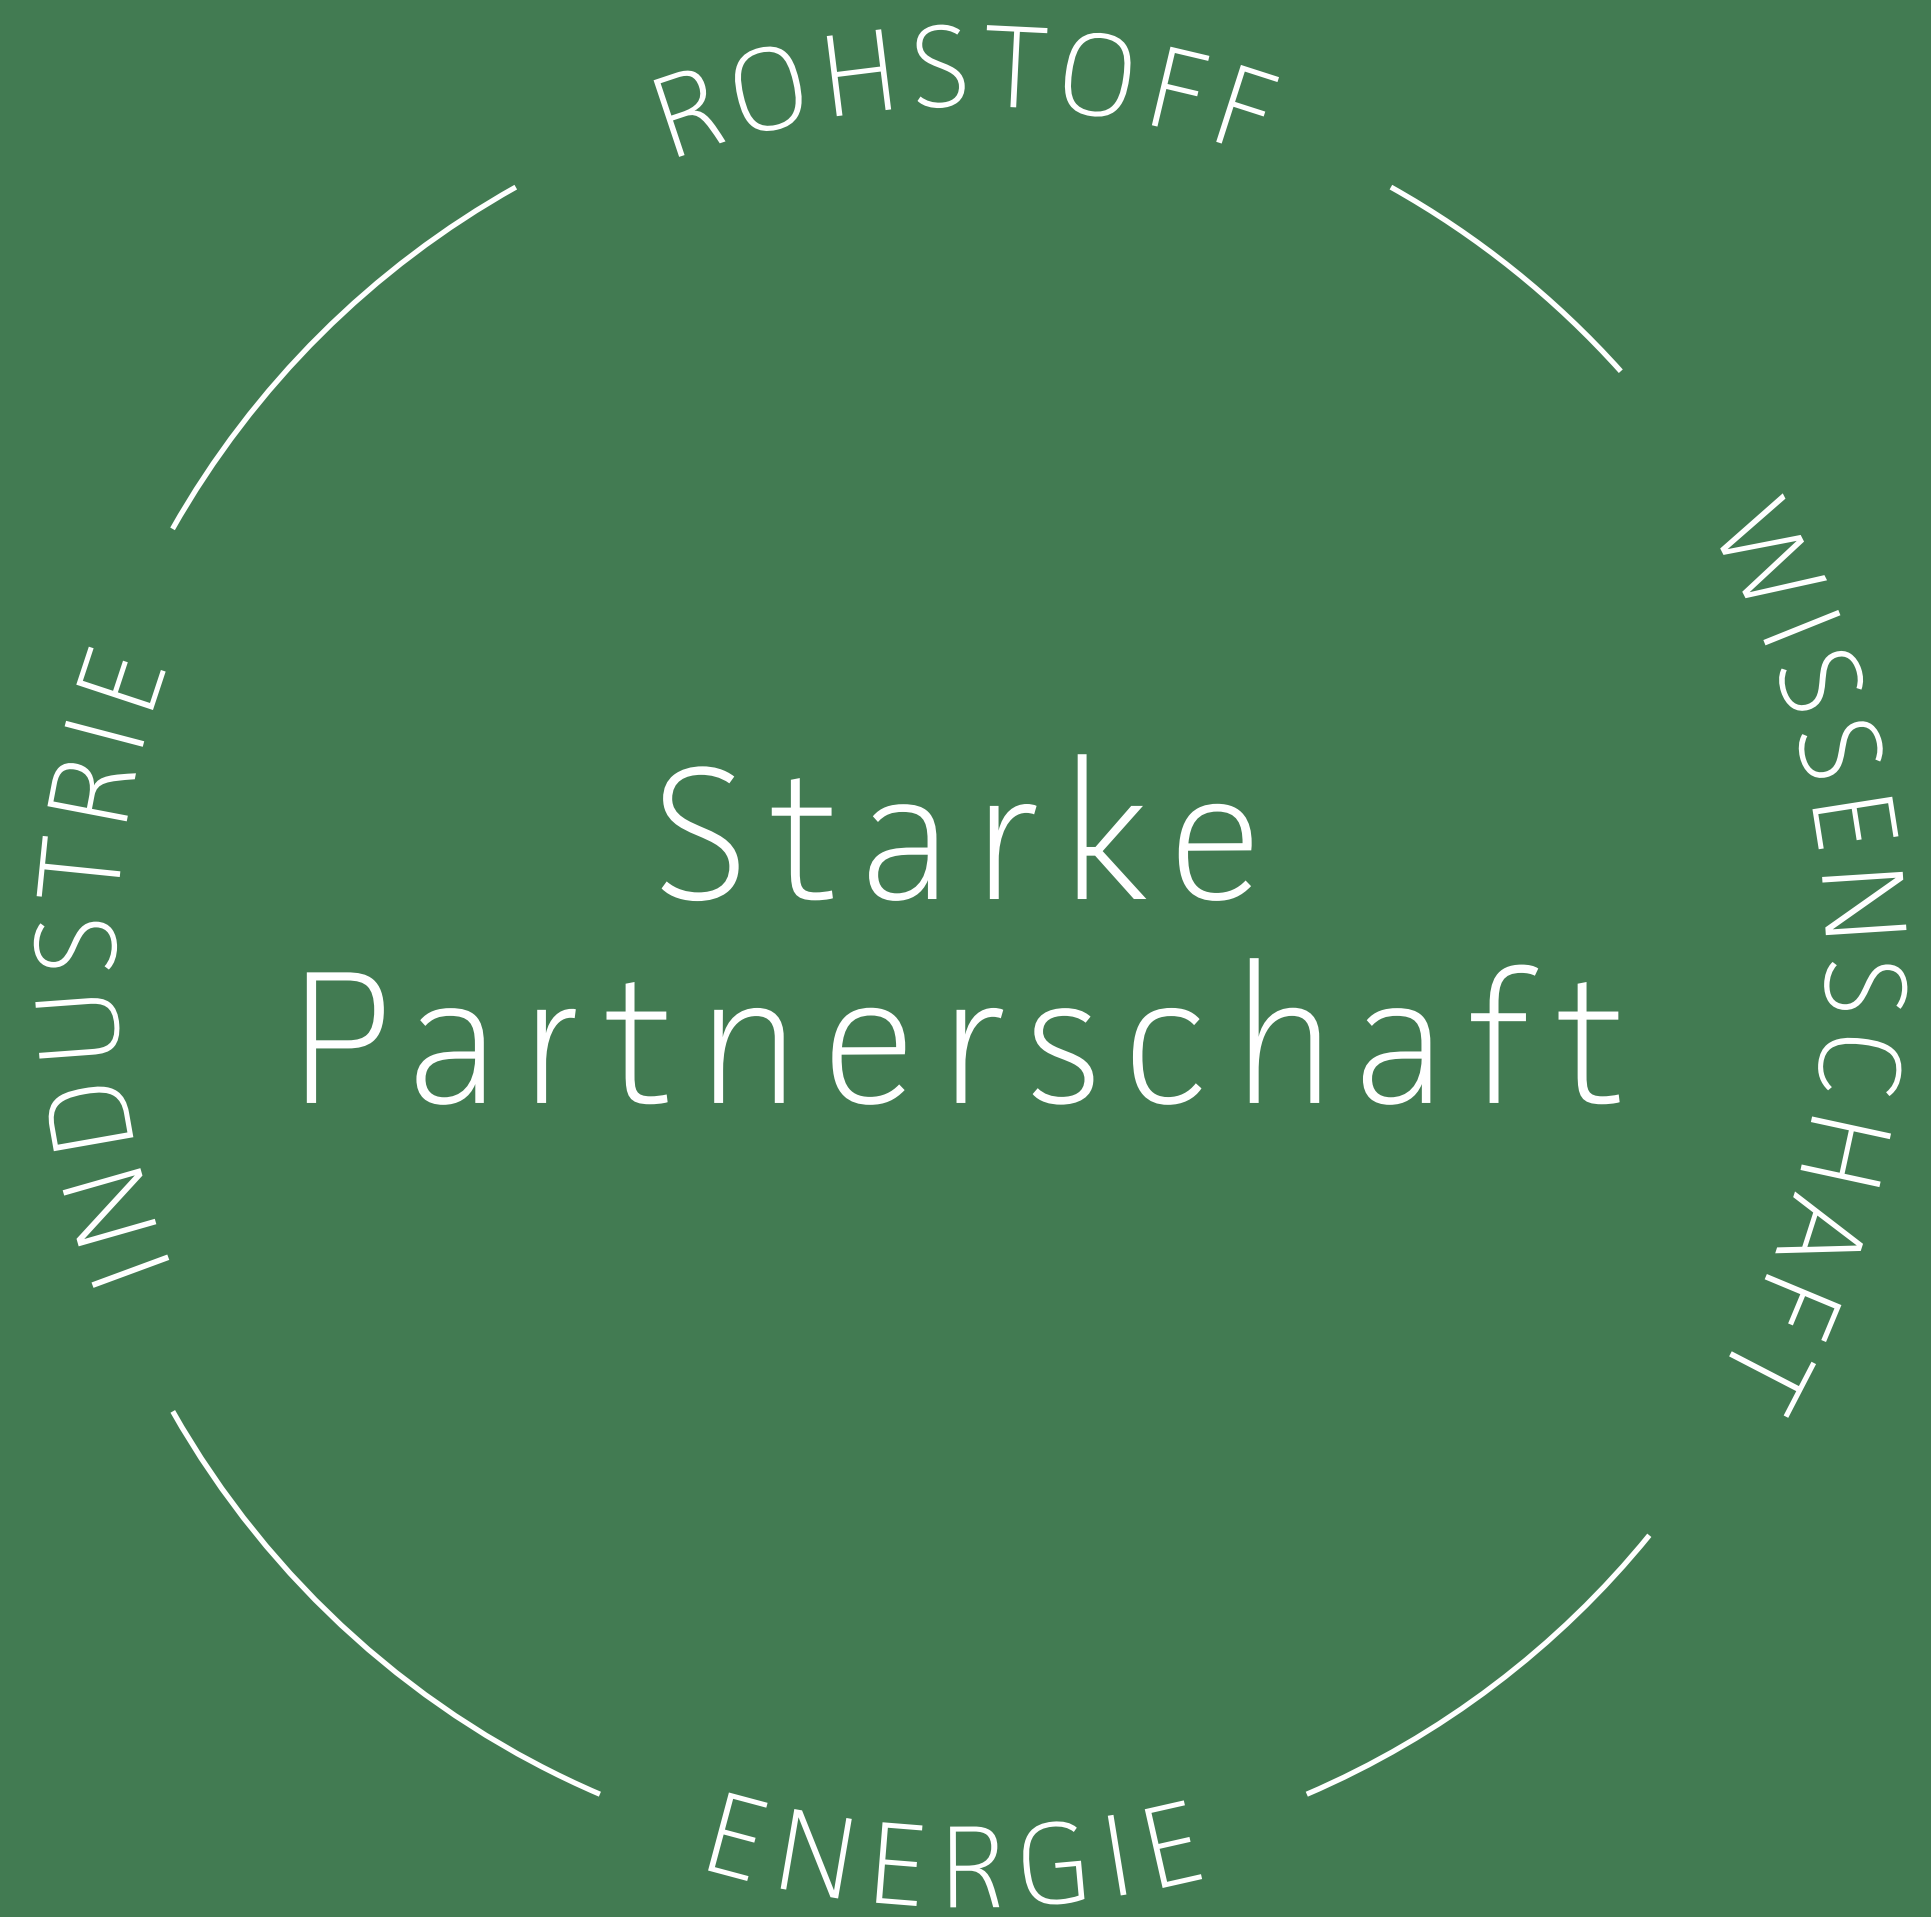 ROHSTOFF
WISSENSCHAFT
INDUSTRIE
Starke
Partnerschaft
ENERGIE